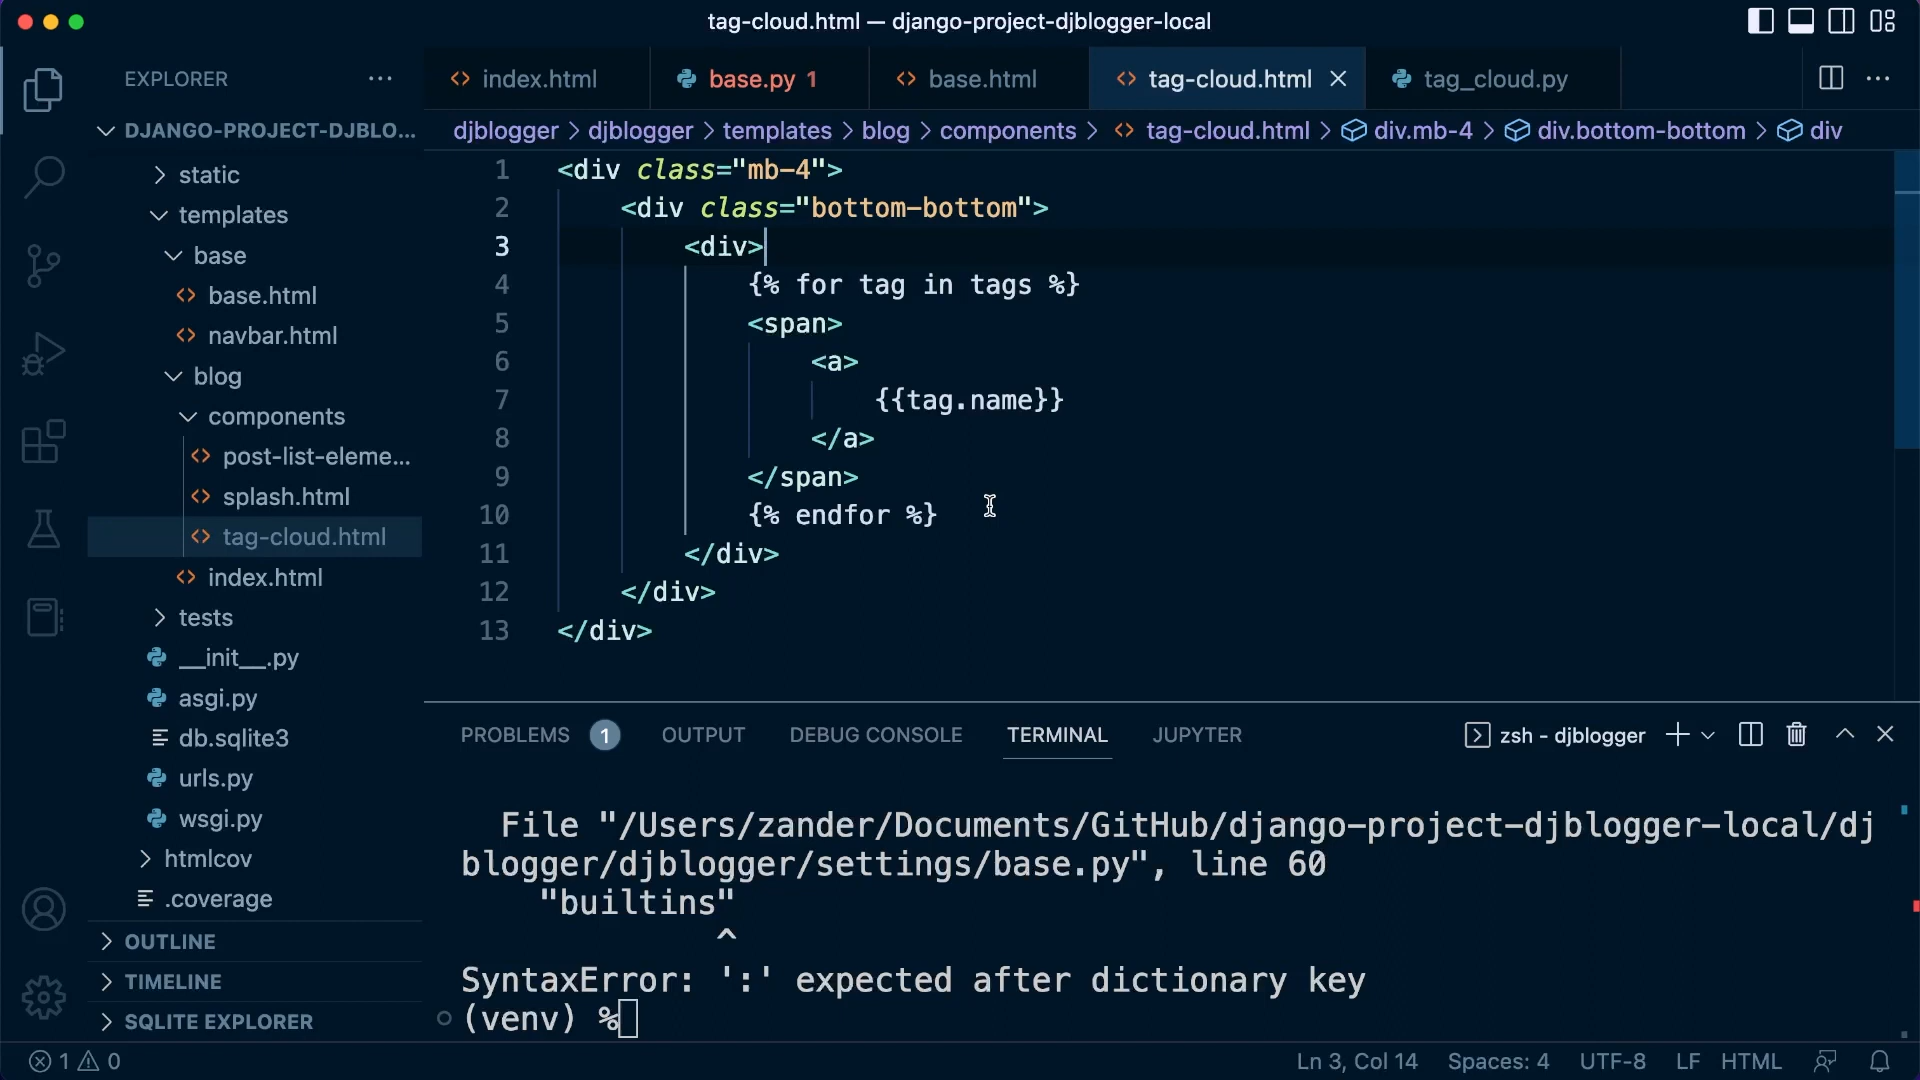 tag-cloud.html — django-project-djblogger-local
EXPLORER
index.html
base.py 1
base.html
tag-cloud.html
tag_cloud.py
DJANGO-PROJECT-DJBLO...
djblogger > djblogger > templates > blog > components > tag-cloud.html > div.mb-4 > div.bottom-bottom > div
static
templates
base
base.html
navbar.html
blog
components
post-list-eleme...
splash.html
tag-cloud.html
index.html
tests
__init__.py
asgi.py
db.sqlite3
urls.py
wsgi.py
htmlcov
.coverage
OUTLINE
TIMELINE
SQLITE EXPLORER
1 <div class="mb-4">
2 <div class="bottom-bottom">
3 <div>
4 {% for tag in tags %}
5 <span>
6 <a>
7 {{tag.name}}
8 </a>
9 </span>
10 {% endfor %}
11 </div>
12 </div>
13 </div>
PROBLEMS 1 OUTPUT DEBUG CONSOLE TERMINAL JUPYTER
zsh - djblogger
File "/Users/zander/Documents/GitHub/django-project-djblogger-local/dj
blogger/djblogger/settings/base.py", line 60
"builtins"
^
SyntaxError: ':' expected after dictionary key
(venv) %
1 0
Ln 3, Col 14 Spaces: 4 UTF-8 LF HTML